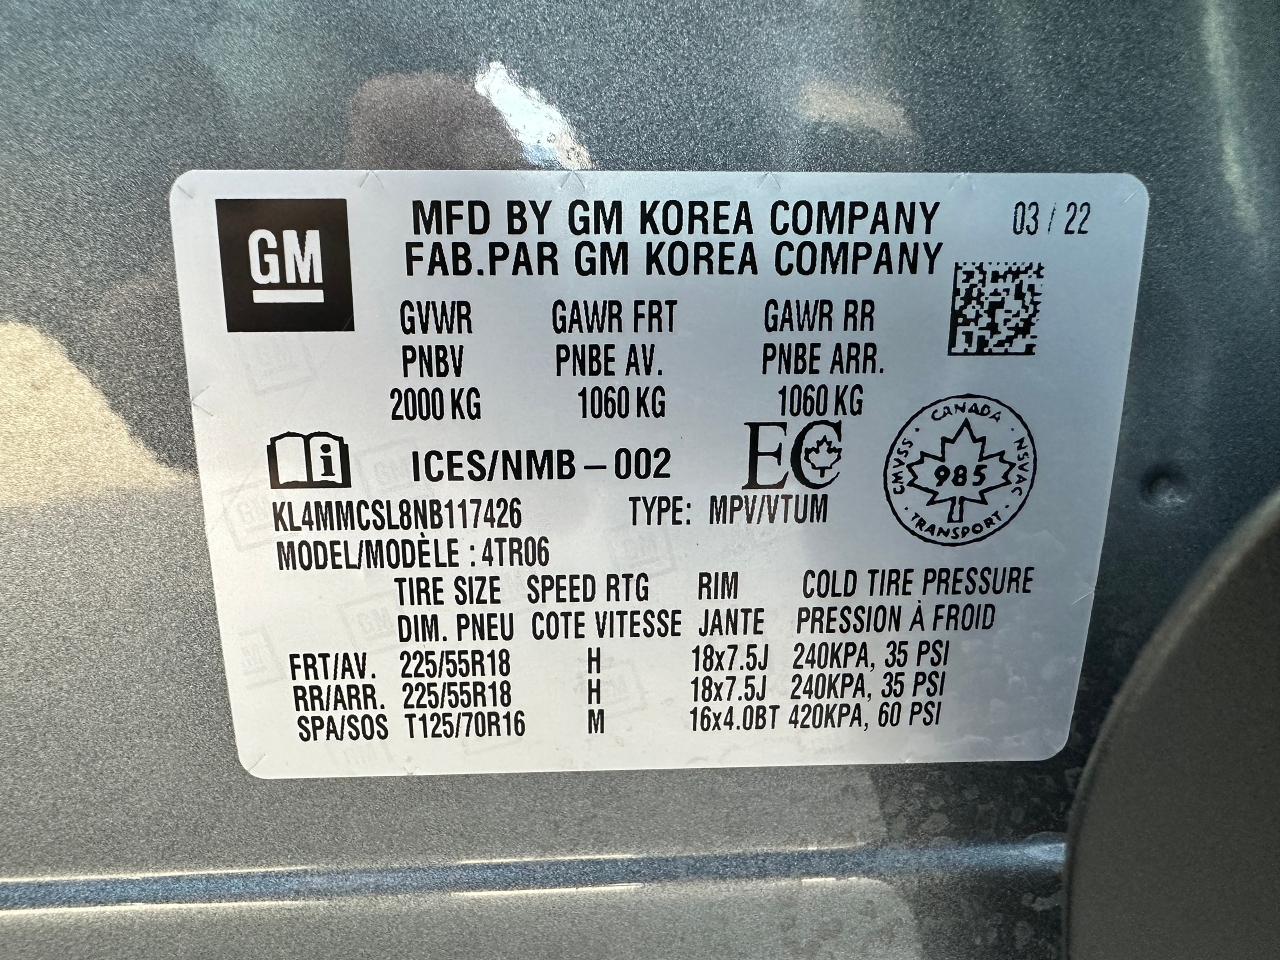 GM
MFD BY GM KOREA COMPANY 03 / 22
FAB.PAR GM KOREA COMPANY
GVWR GAWR FRT GAWR RR
PNBV PNBE AV. PNBE ARR.
2000 KG 1060 KG 1060 KG
ICES/NMB – 002 EC
CANADA
CMVSS 985 NSVAC
TRANSPORT
KL4MMCSL8NB117426 TYPE: MPV/VTUM
MODEL/MODÈLE : 4TR06
TIRE SIZE SPEED RTG RIM COLD TIRE PRESSURE
DIM. PNEU COTE VITESSE JANTE PRESSION À FROID
FRT/AV. 225/55R18 H 18x7.5J 240KPA, 35 PSI
RR/ARR. 225/55R18 H 18x7.5J 240KPA, 35 PSI
SPA/SOS T125/70R16 M 16x4.0BT 420KPA, 60 PSI